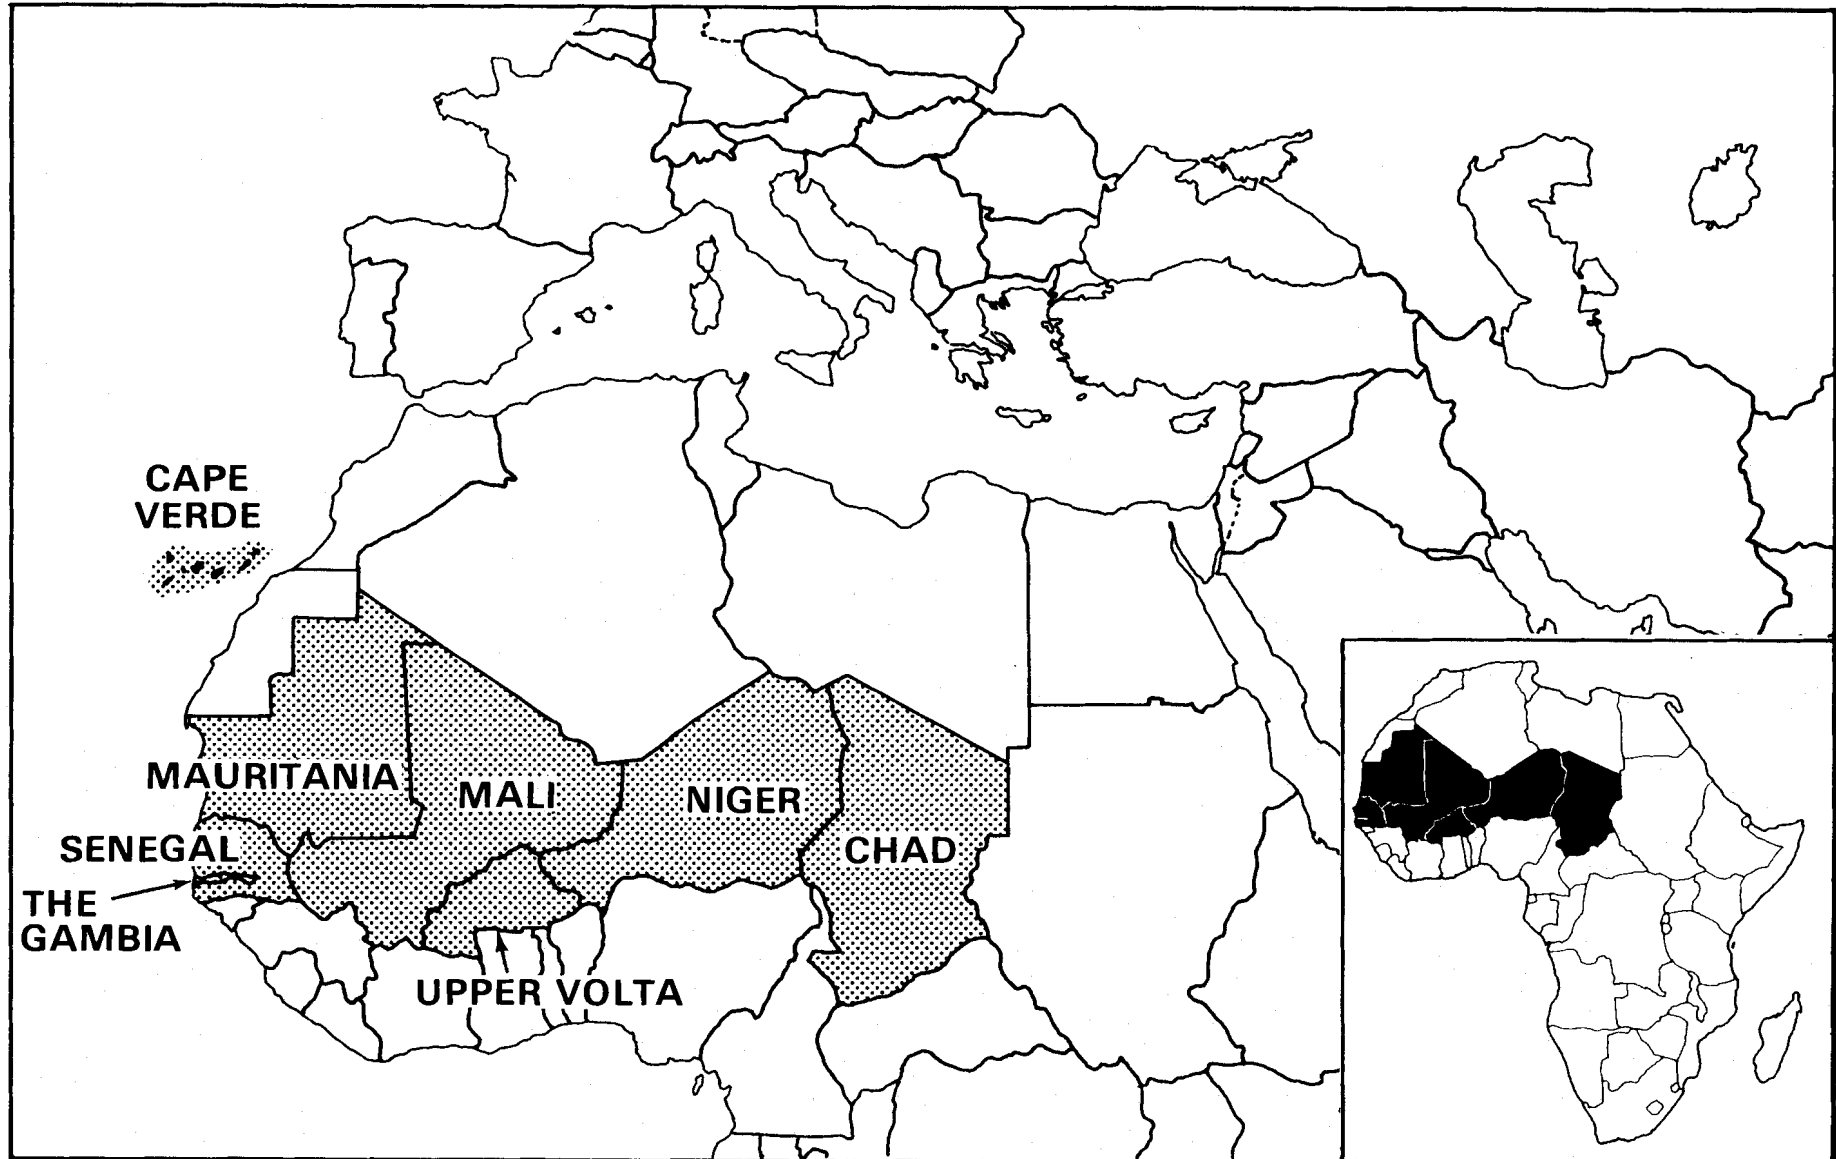 CAPE
VERDE
MAURITANIA
MALI
NIGER
SENEGAL
CHAD
THE
GAMBIA
UPPER VOLTA